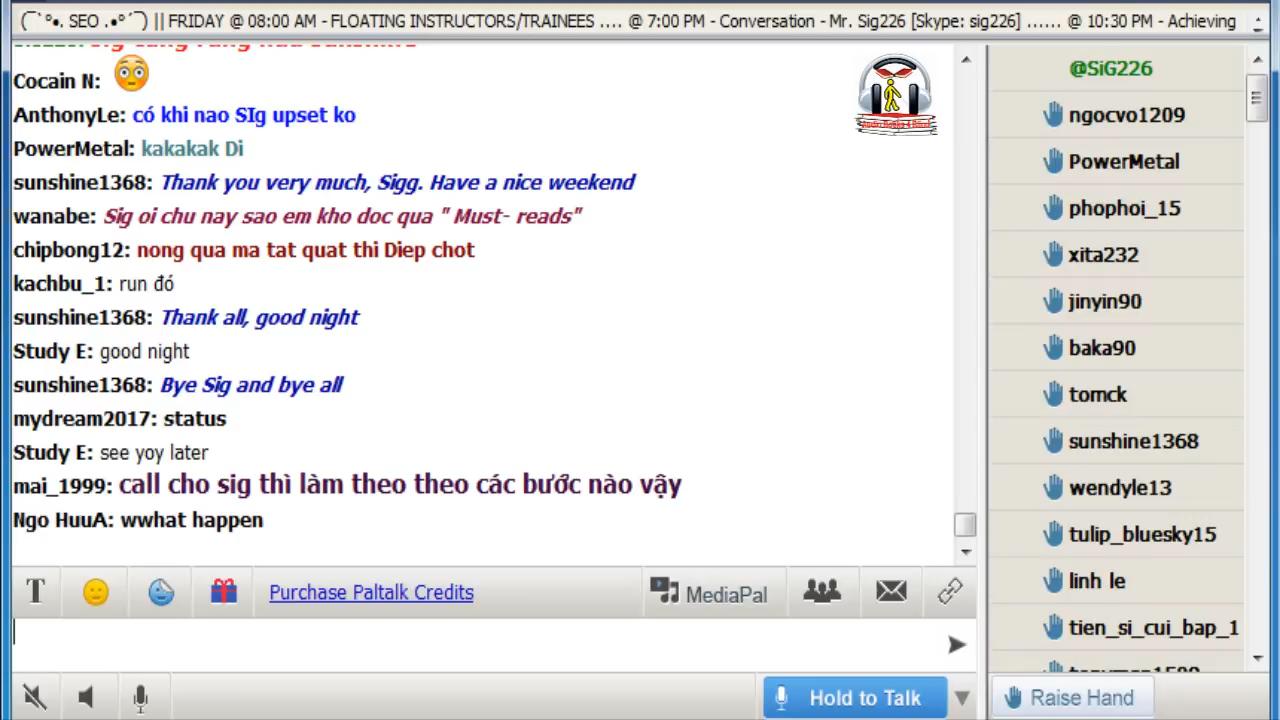 (¯`°•. SEO .•°´¯) || FRIDAY @ 08:00 AM - FLOATING INSTRUCTORS/TRAINEES .... @ 7:00 PM - Conversation - Mr. Sig226 [Skype: sig226] ...... @ 10:30 PM - Achieving
Cocain N:
AnthonyLe: có khi nao SIg upset ko
PowerMetal: kakakak Di
sunshine1368: Thank you very much, Sigg. Have a nice weekend
wanabe: Sig oi chu nay sao em kho doc qua " Must- reads"
chipbong12: nong qua ma tat quat thi Diep chot
kachbu_1: run đó
sunshine1368: Thank all, good night
Study E: good night
sunshine1368: Bye Sig and bye all
mydream2017: status
Study E: see yoy later
mai_1999: call cho sig thì làm theo theo các bước nào vậy
Ngo HuuA: wwhat happen
Purchase Paltalk Credits
MediaPal
Hold to Talk
@SiG226
ngocvo1209
PowerMetal
phophoi_15
xita232
jinyin90
baka90
tomck
sunshine1368
wendyle13
tulip_bluesky15
linh le
tien_si_cui_bap_1
Raise Hand